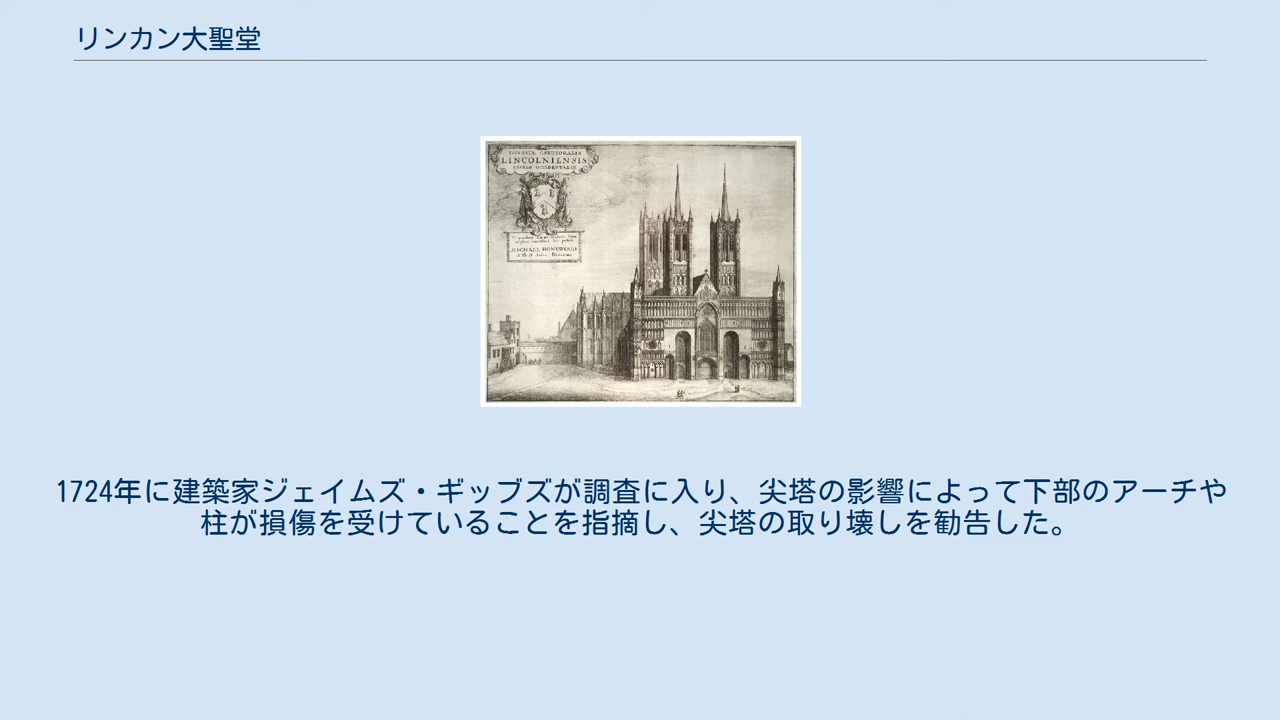 リンカン大聖堂
LINCOLNIENSIS
MICHAEL HONYWOOD
1724年に建築家ジェイムズ・ギッブズが調査に入り、尖塔の影響によって下部のアーチや
柱が損傷を受けていることを指摘し、尖塔の取り壊しを勧告した。